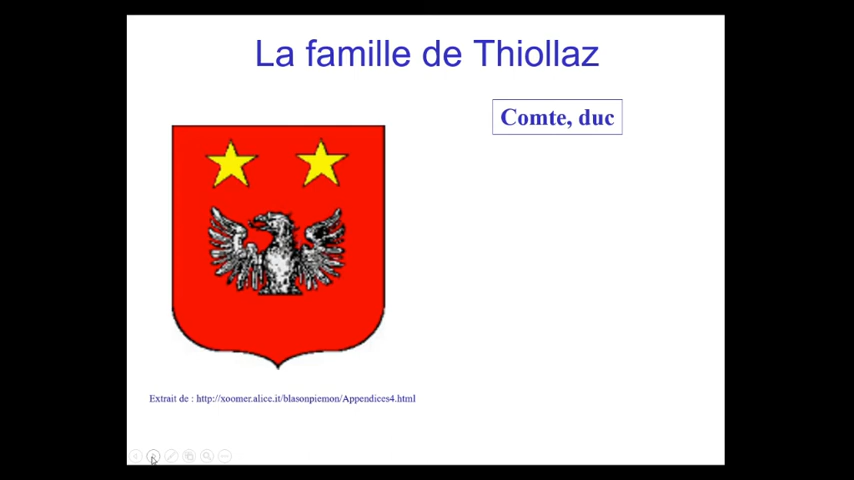 La famille de Thiollaz
Comte, duc
Extrait de : http://xoomer.alice.it/blasonpiemon/Appendices4.html